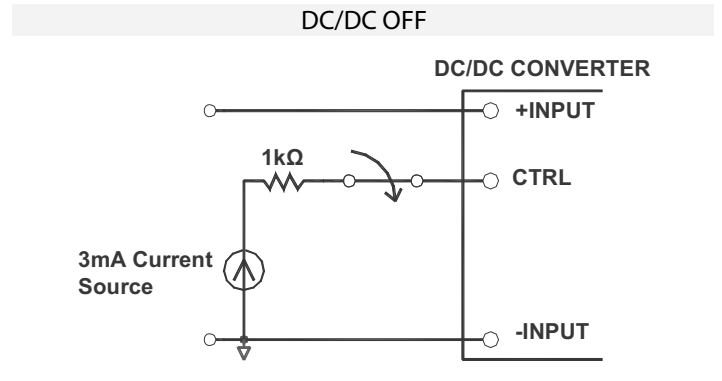 DC/DC OFF
DC/DC CONVERTER
+INPUT
1kΩ
CTRL
3mA Current
Source
-INPUT